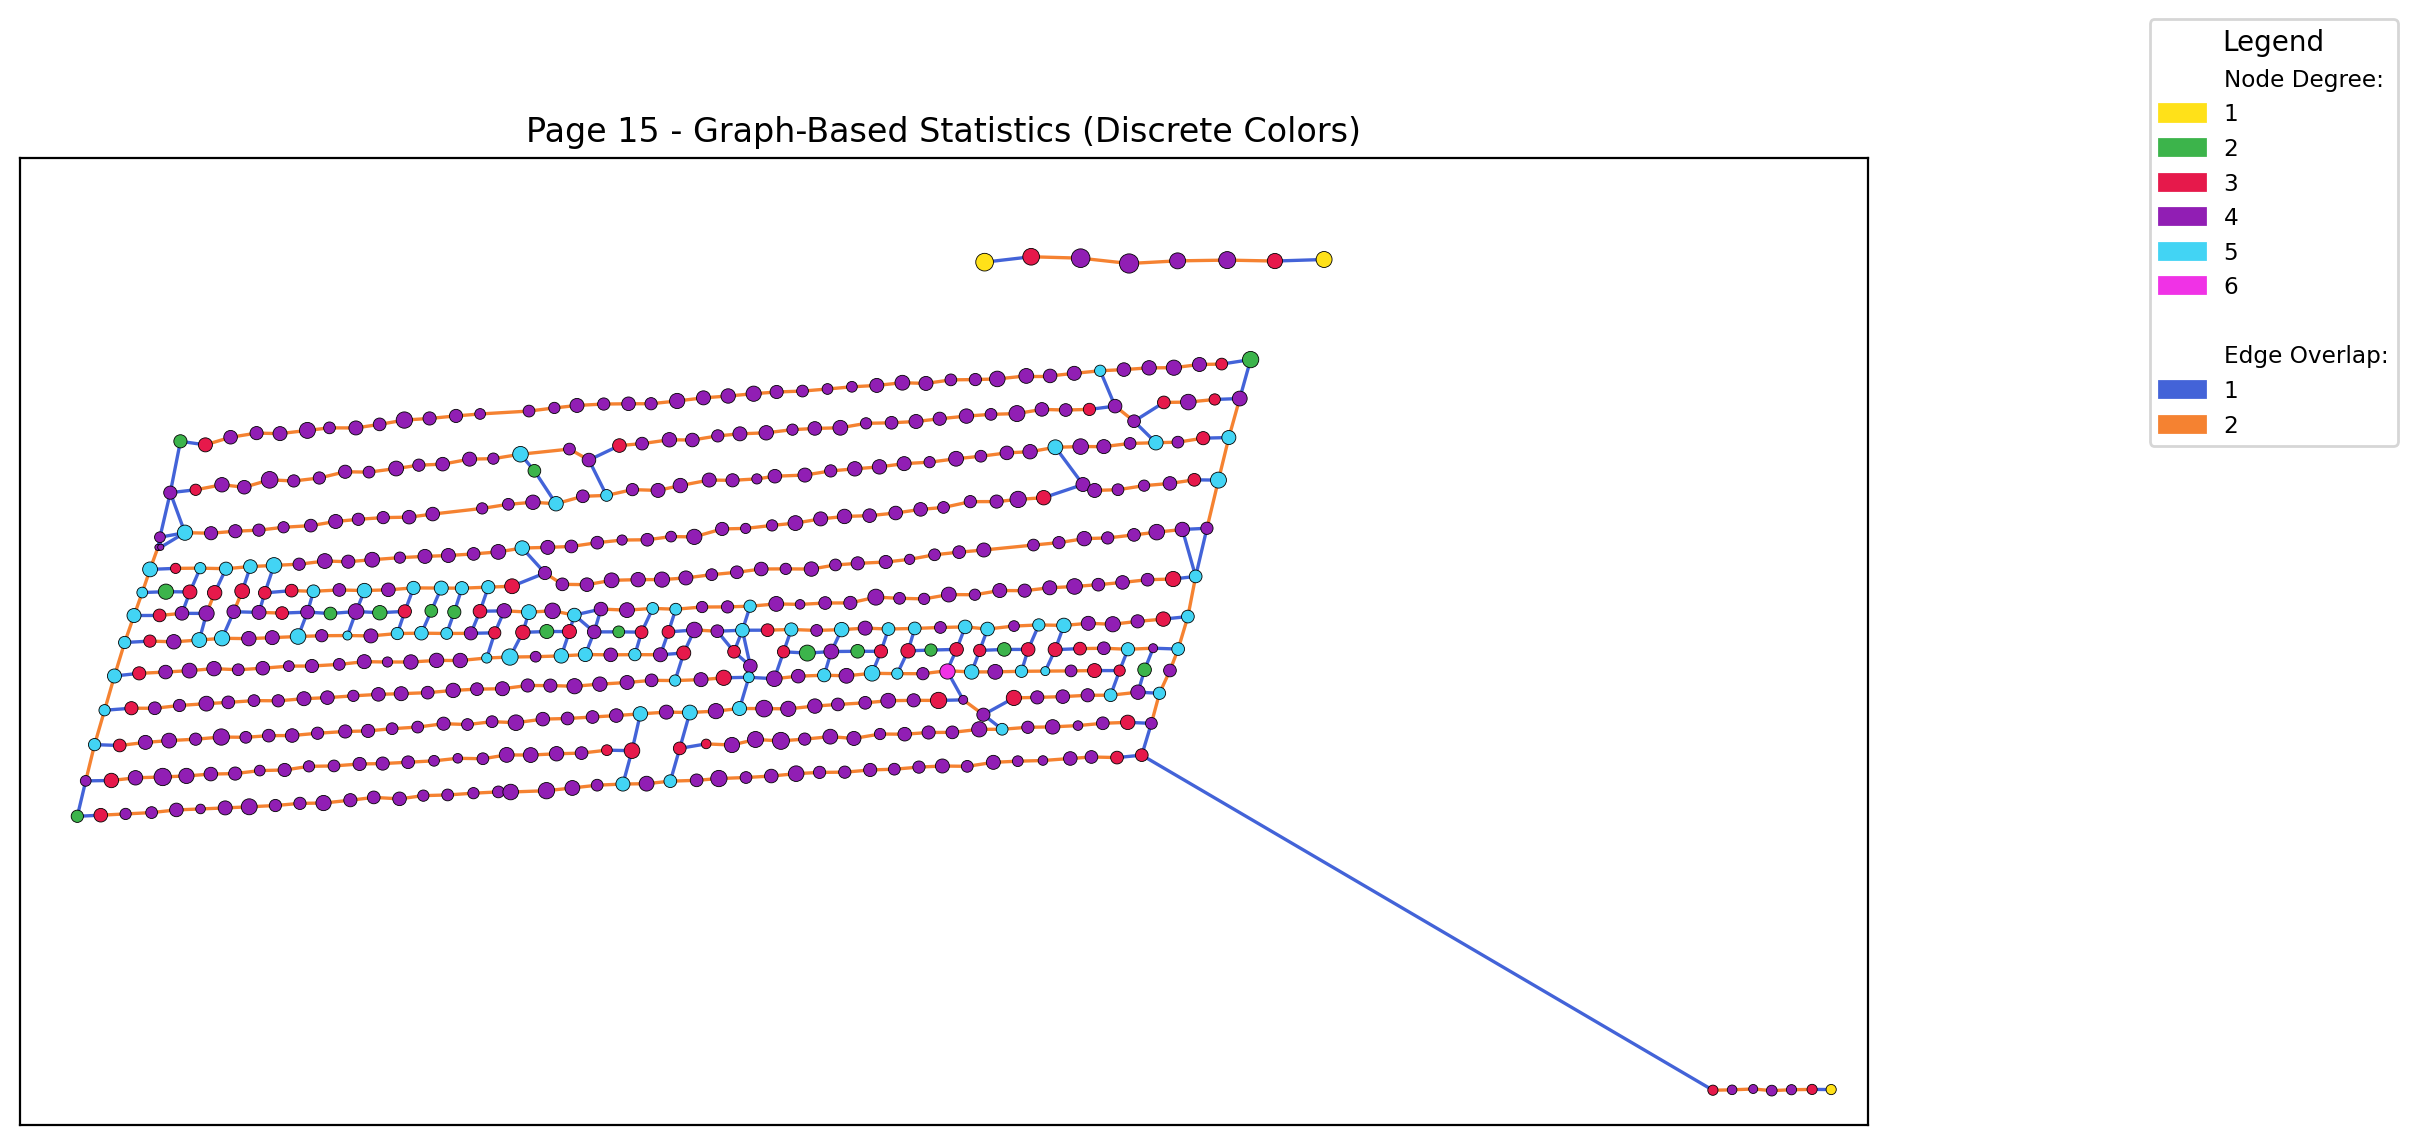 Page 15 - Graph-Based Statistics (Discrete Colors)
Legend
Node Degree:
1
2
3
4
5
6
Edge Overlap:
1
2